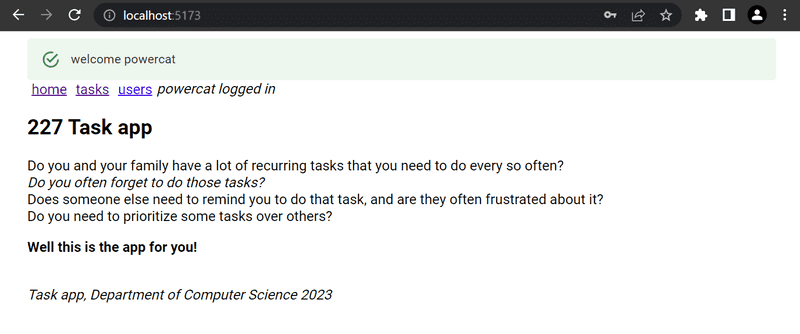 localhost:5173
welcome powercat
home tasks users powercat logged in
227 Task app
Do you and your family have a lot of recurring tasks that you need to do every so often?
Do you often forget to do those tasks?
Does someone else need to remind you to do that task, and are they often frustrated about it?
Do you need to prioritize some tasks over others?
Well this is the app for you!
Task app, Department of Computer Science 2023